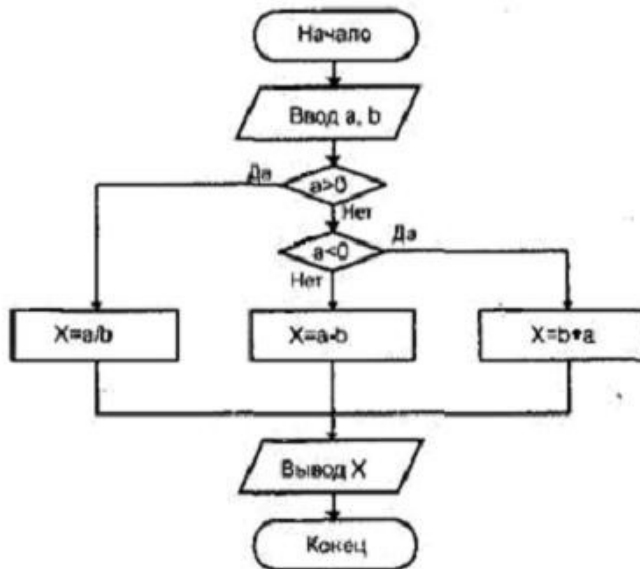 Начало
Ввод a, b
Да
a>0
Нет
a<0
Да
Нет
X=a/b
X=a-b
Вывод X
Конец